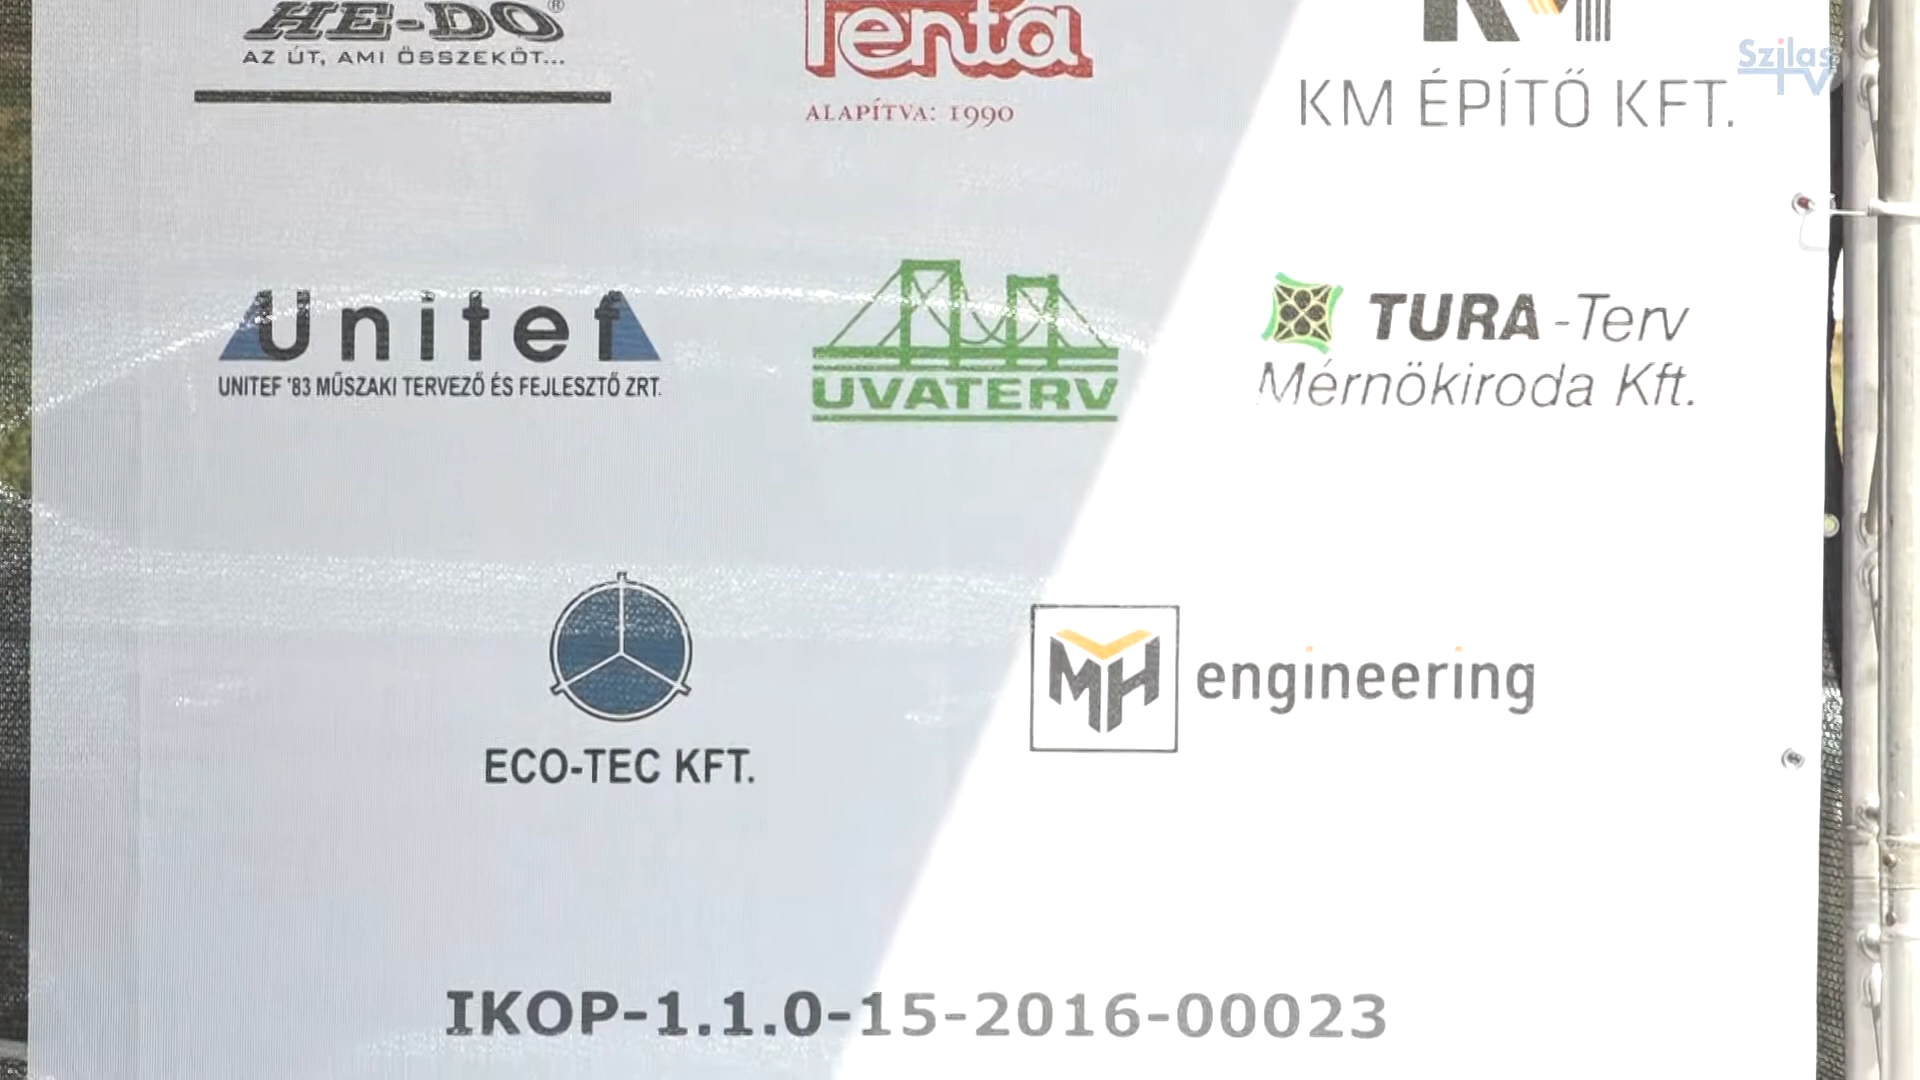 HE-DO®
AZ ÚT, AMI ÖSSZEKÖT...
Penta
ALAPÍTVA: 1990
KM
KM ÉPÍTŐ KFT.
Szilas TV
Unitef
UNITEF '83 MŰSZAKI TERVEZŐ ÉS FEJLESZTŐ ZRT.
UVATERV
TURA-Terv
Mérnökiroda Kft.
ECO-TEC KFT.
MH engineering
IKOP-1.1.0-15-2016-00023